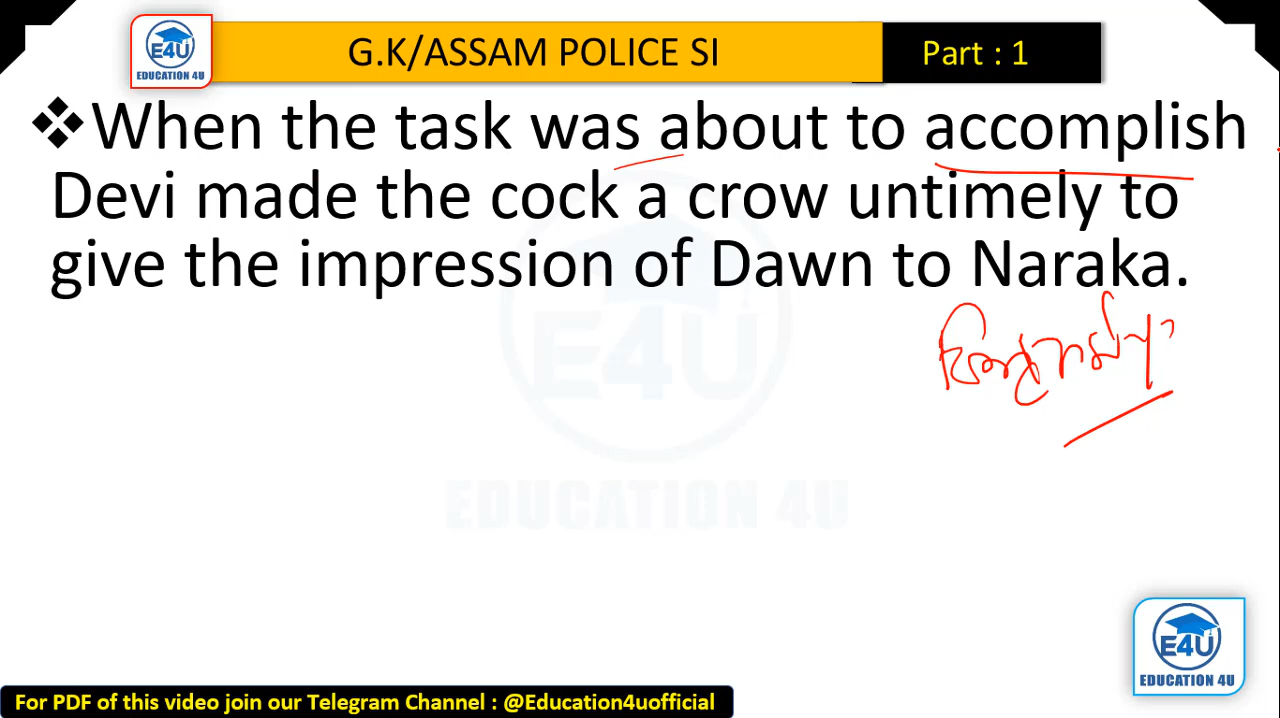 E4U
EDUCATION 4U
G.K/ASSAM POLICE SI
Part : 1
❖When the task was about to accomplish
Devi made the cock a crow untimely to
give the impression of Dawn to Naraka.
E4U
EDUCATION 4U
E4U
EDUCATION 4U
For PDF of this video join our Telegram Channel : @Education4uofficial